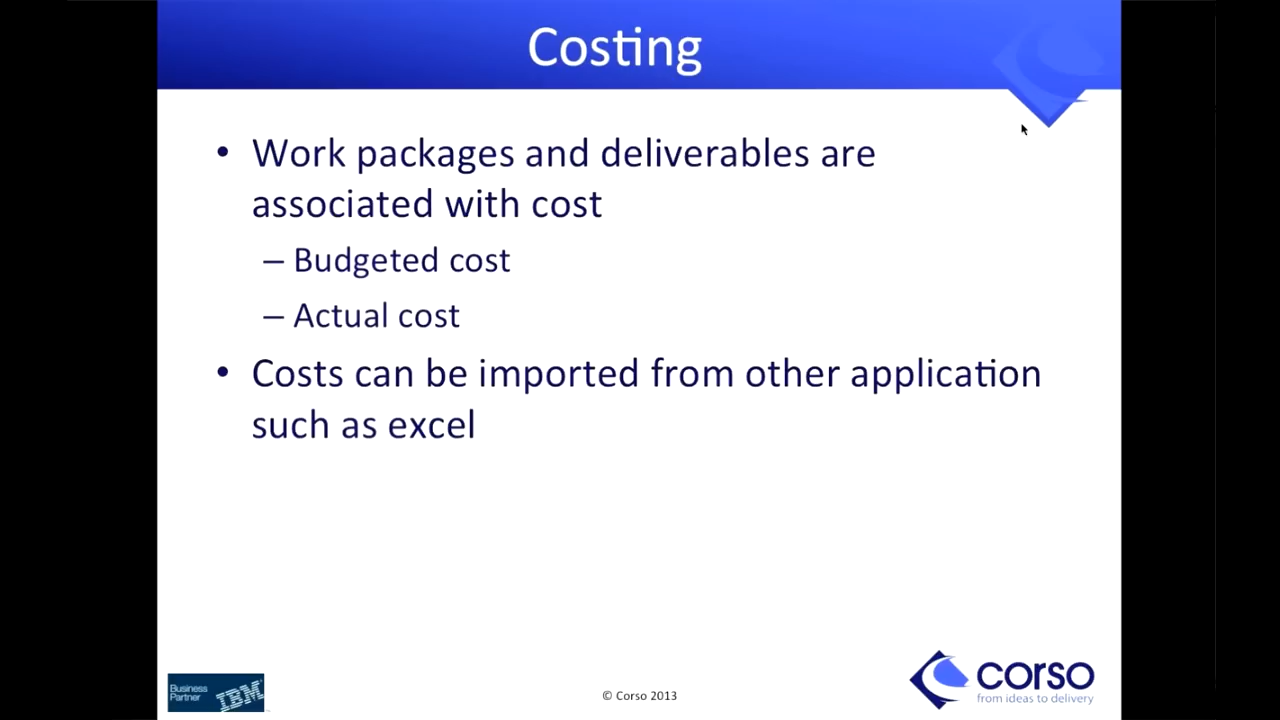 Costing
• Work packages and deliverables are
associated with cost
– Budgeted cost
– Actual cost
• Costs can be imported from other application
such as excel
Business
Partner
IBM
© Corso 2013
corso
from ideas to delivery